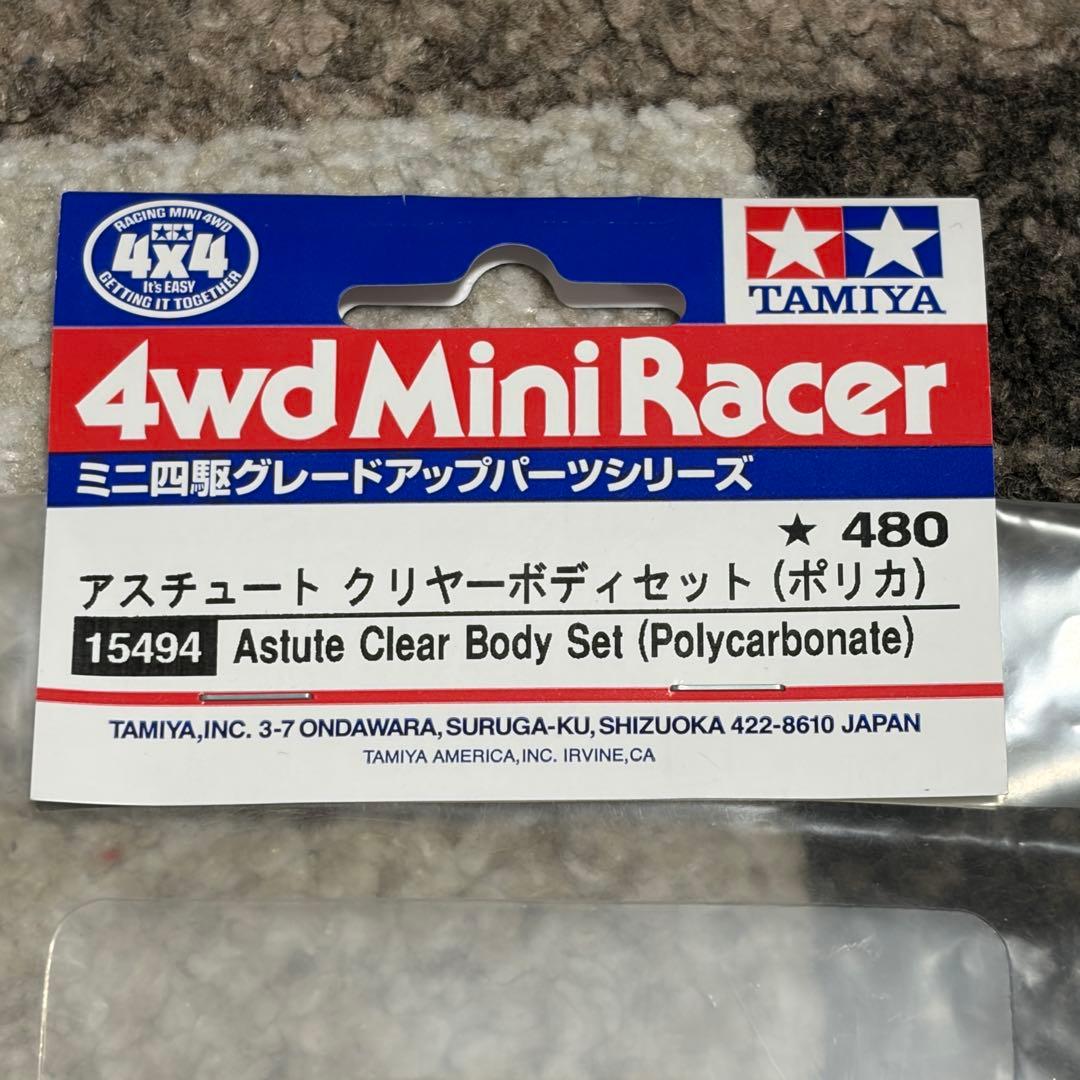 RACING MINI 4WD
4x4
It's EASY
GETTING IT TOGETHER
TAMIYA
4wd Mini Racer
ミニ四駆グレードアップパーツシリーズ
★ 480
アスチュート クリヤーボディセット (ポリカ)
15494 Astute Clear Body Set (Polycarbonate)
TAMIYA,INC. 3-7 ONDAWARA, SURUGA-KU, SHIZUOKA 422-8610 JAPAN
TAMIYA AMERICA,INC. IRVINE,CA